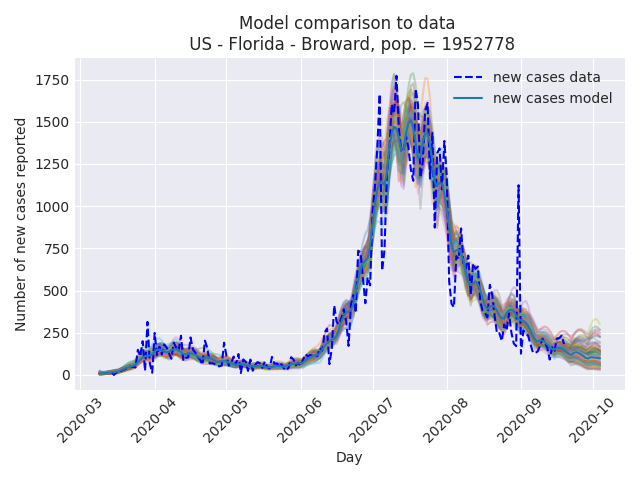 Model comparison to data
US - Florida - Broward, pop. = 1952778
new cases data
new cases model
Number of new cases reported
1750
1500
1250
1000
750
500
250
0
2020-03
2020-04
2020-05
2020-06
2020-07
2020-08
2020-09
2020-10
Day